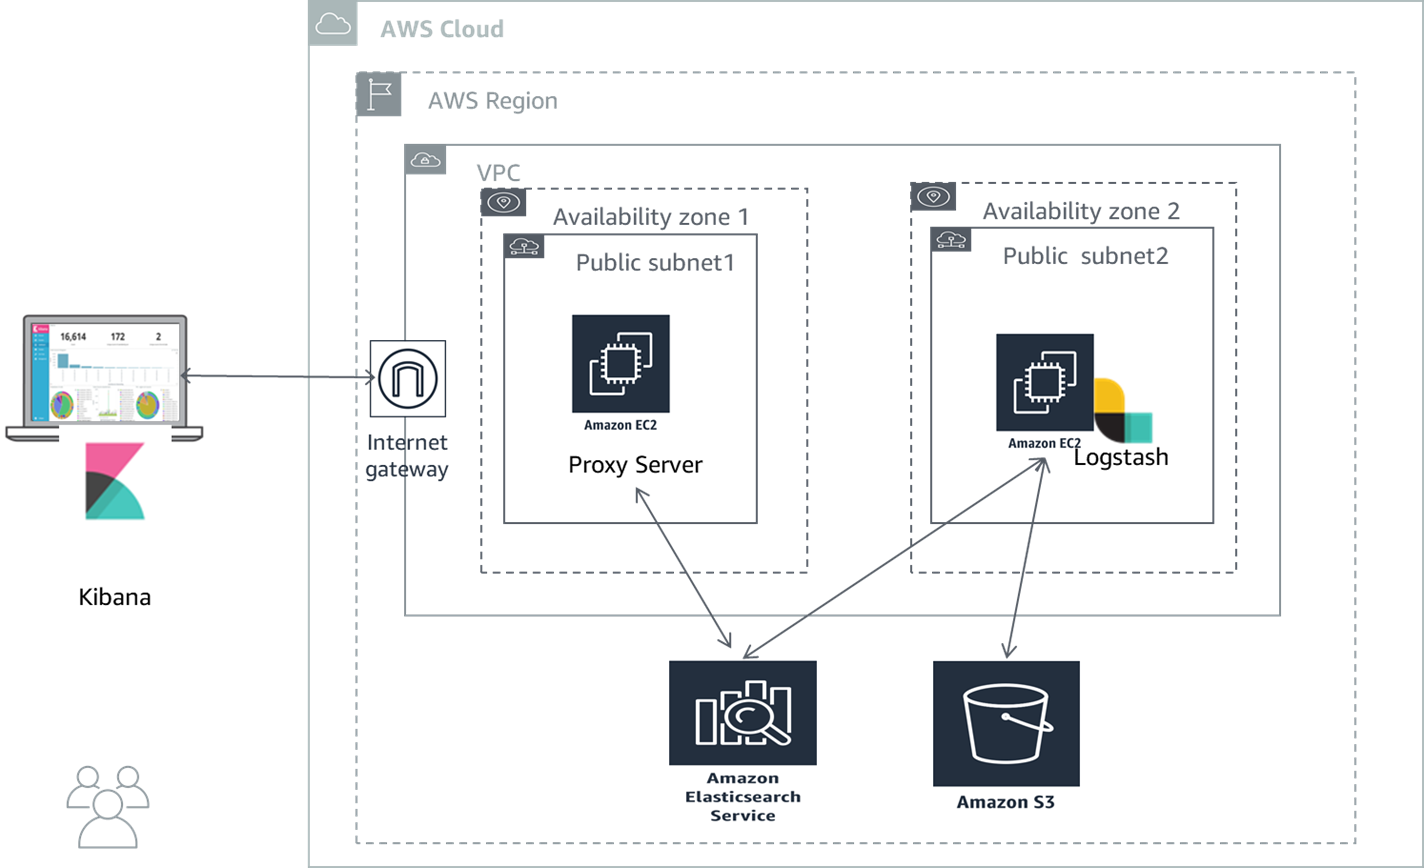 AWS Cloud
AWS Region
VPC
Availability zone 1
Public subnet1
Amazon EC2
Proxy Server
Availability zone 2
Public  subnet2
Amazon EC2
Logstash
16,614
172
2
Internet
gateway
Kibana
Amazon
Elasticsearch
Service
Amazon S3